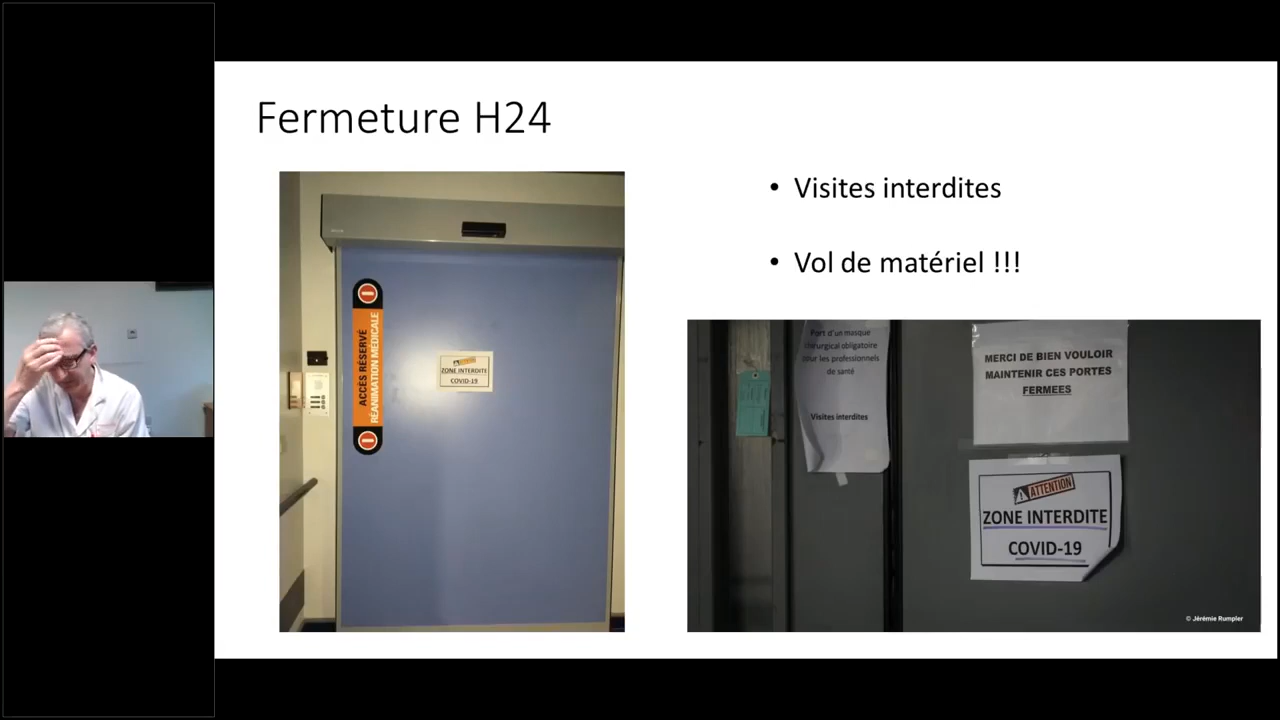 Fermeture H24
• Visites interdites
• Vol de matériel !!!
ACCÈS RÉSERVÉ
RÉANIMATION MÉDICALE
ATTENTION
ZONE INTERDITE
COVID-19
Port d'un masque
chirurgical obligatoire
pour les professionnels
de santé
Visites interdites
MERCI DE BIEN VOULOIR
MAINTENIR CES PORTES
FERMEES
ATTENTION
ZONE INTERDITE
COVID-19
© Jérémie Rumpler